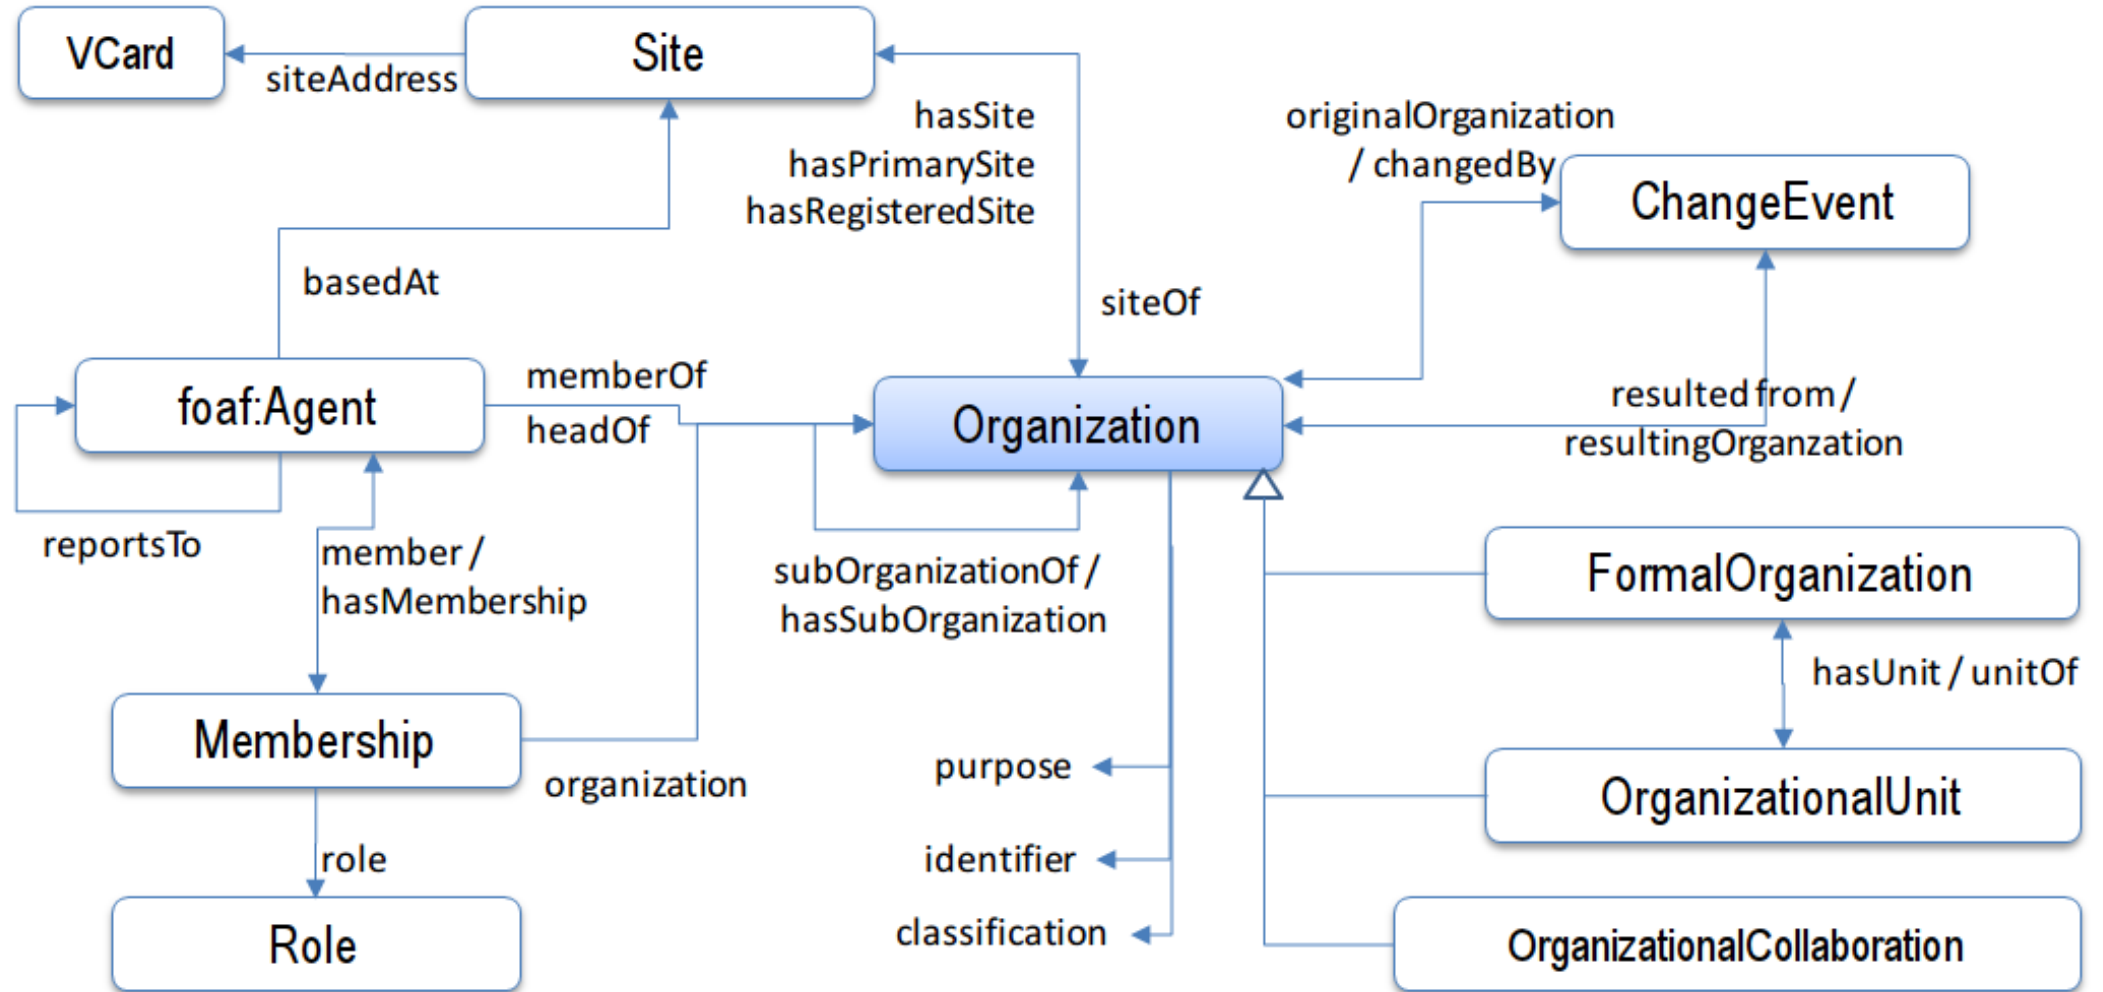 VCard
siteAddress
Site
hasSite
hasPrimarySite
hasRegisteredSite
siteOf
originalOrganization
/ changedBy
ChangeEvent
basedAt
foaf:Agent
memberOf
headOf
Organization
resulted from /
resultingOrganzation
reportsTo
member /
hasMembership
subOrganizationOf /
hasSubOrganization
FormalOrganization
hasUnit / unitOf
Membership
organization
purpose
OrganizationalUnit
role
identifier
classification
Role
OrganizationalCollaboration